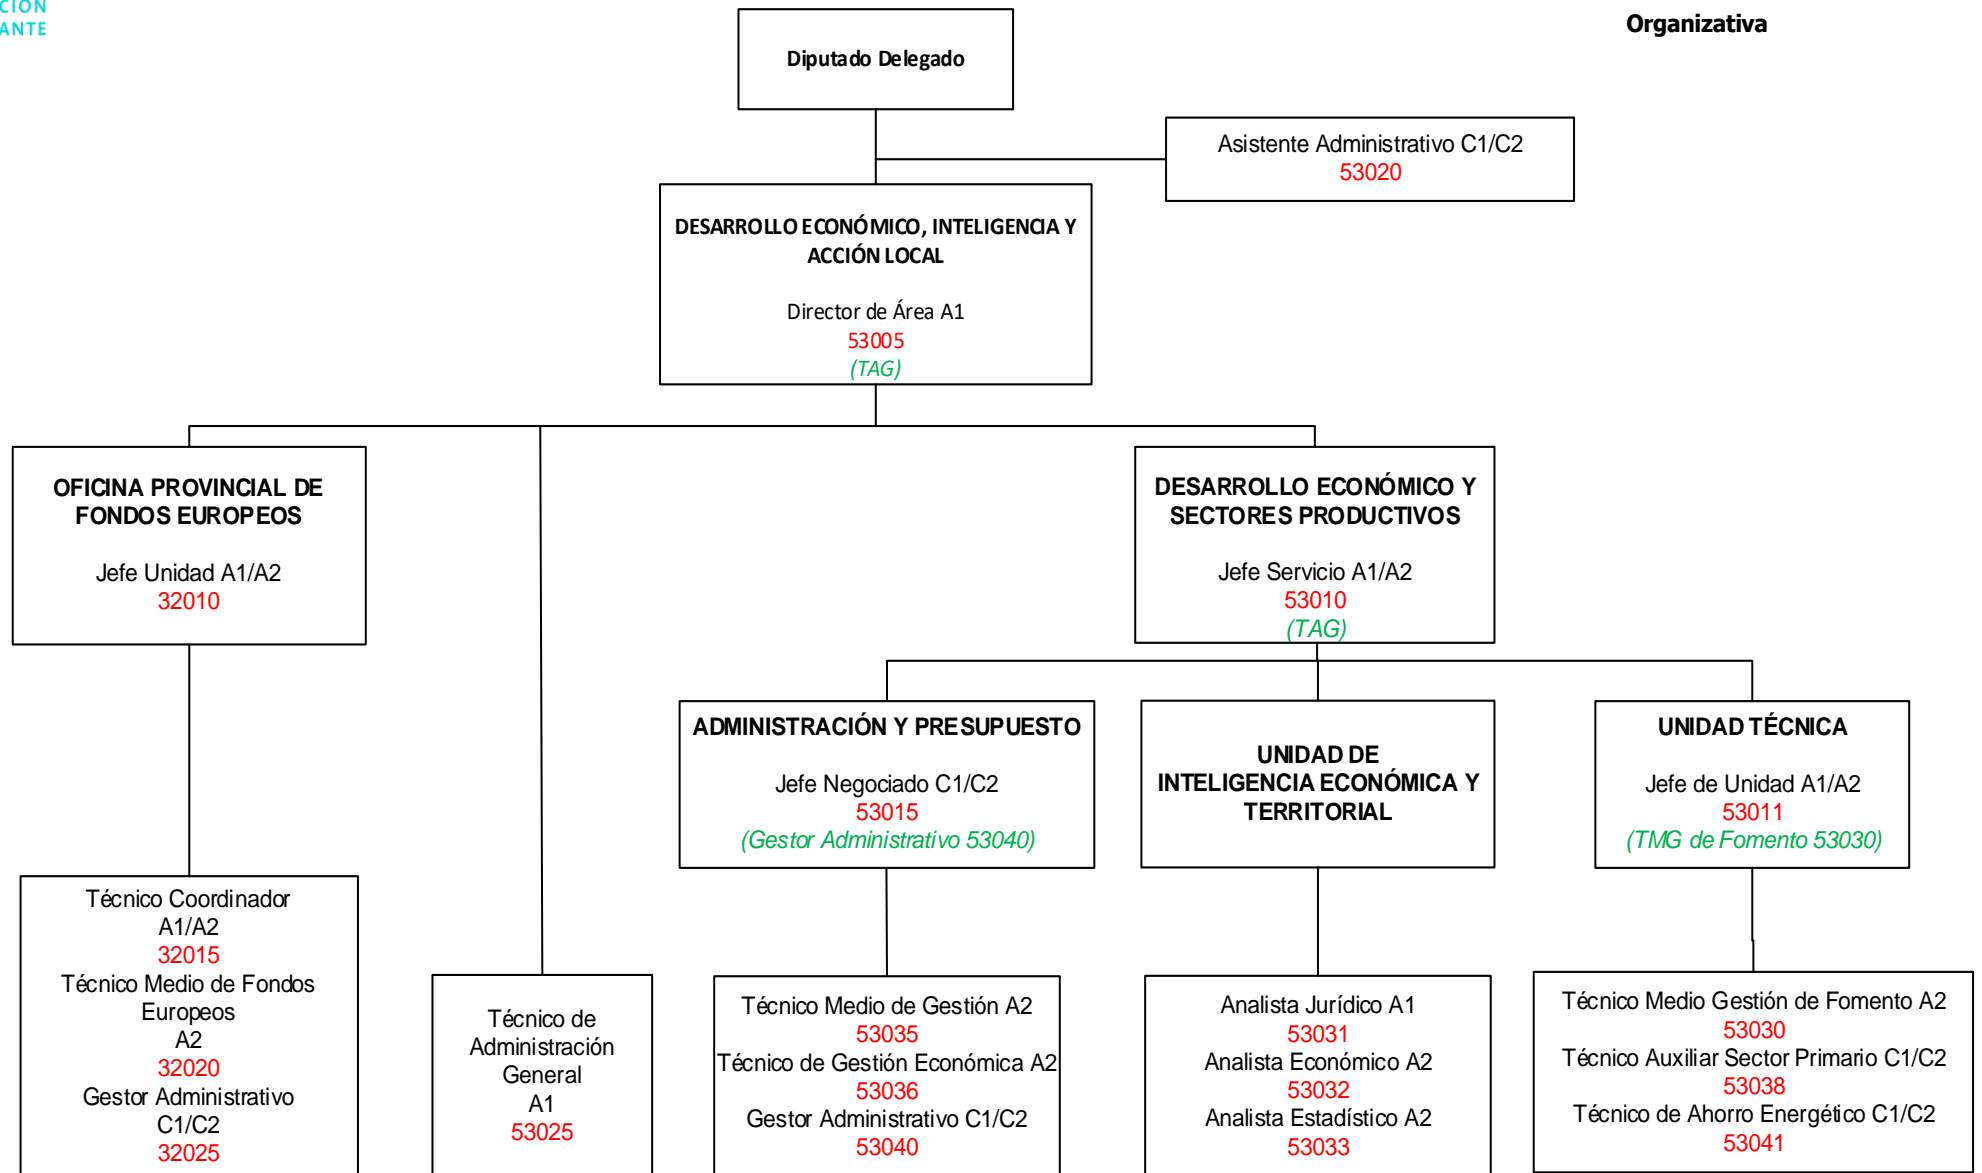 CIÓN
ANTE
Organizativa
Diputado Delegado
Asistente Administrativo C1/C2
53020
DESARROLLO ECONÓMICO, INTELIGENCIA Y
ACCIÓN LOCAL
Director de Área A1
53005
(TAG)
OFICINA PROVINCIAL DE
FONDOS EUROPEOS
Jefe Unidad A1/A2
32010
DESARROLLO ECONÓMICO Y
SECTORES PRODUCTIVOS
Jefe Servicio A1/A2
53010
(TAG)
ADMINISTRACIÓN Y PRESUPUESTO
Jefe Negociado C1/C2
53015
(Gestor Administrativo 53040)
UNIDAD DE
INTELIGENCIA ECONÓMICA Y
TERRITORIAL
UNIDAD TÉCNICA
Jefe de Unidad A1/A2
53011
(TMG de Fomento 53030)
Técnico Coordinador
A1/A2
32015
Técnico Medio de Fondos
Europeos
A2
32020
Gestor Administrativo
C1/C2
32025
Técnico de
Administración
General
A1
53025
Técnico Medio de Gestión A2
53035
Técnico de Gestión Económica A2
53036
Gestor Administrativo C1/C2
53040
Analista Jurídico A1
53031
Analista Económico A2
53032
Analista Estadístico A2
53033
Técnico Medio Gestión de Fomento A2
53030
Técnico Auxiliar Sector Primario C1/C2
53038
Técnico de Ahorro Energético C1/C2
53041